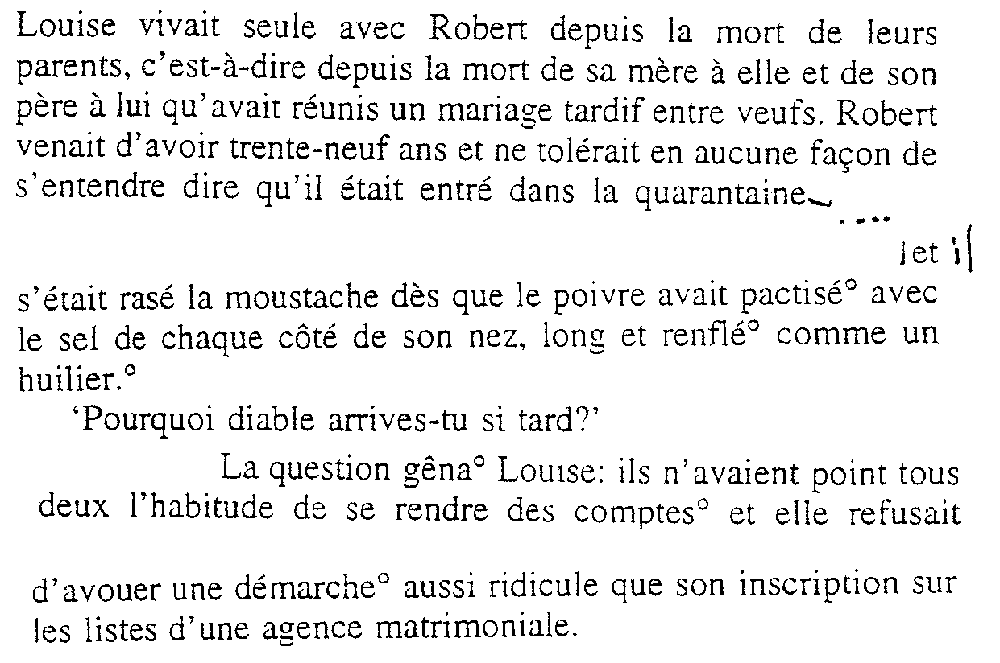 Louise vivait seule avec Robert depuis la mort de leurs
parents, c'est-à-dire depuis la mort de sa mère à elle et de son
père à lui qu'avait réunis un mariage tardif entre veufs. Robert
venait d'avoir trente-neuf ans et ne tolérait en aucune façon de
s'entendre dire qu'il était entré dans la quarantaine
et il
s'était rasé la moustache dès que le poivre avait pactisé° avec
le sel de chaque côté de son nez, long et renflé° comme un
huilier.°
'Pourquoi diable arrives-tu si tard?'
La question gêna° Louise: ils n'avaient point tous
deux l'habitude de se rendre des comptes° et elle refusait
d'avouer une démarche° aussi ridicule que son inscription sur
les listes d'une agence matrimoniale.